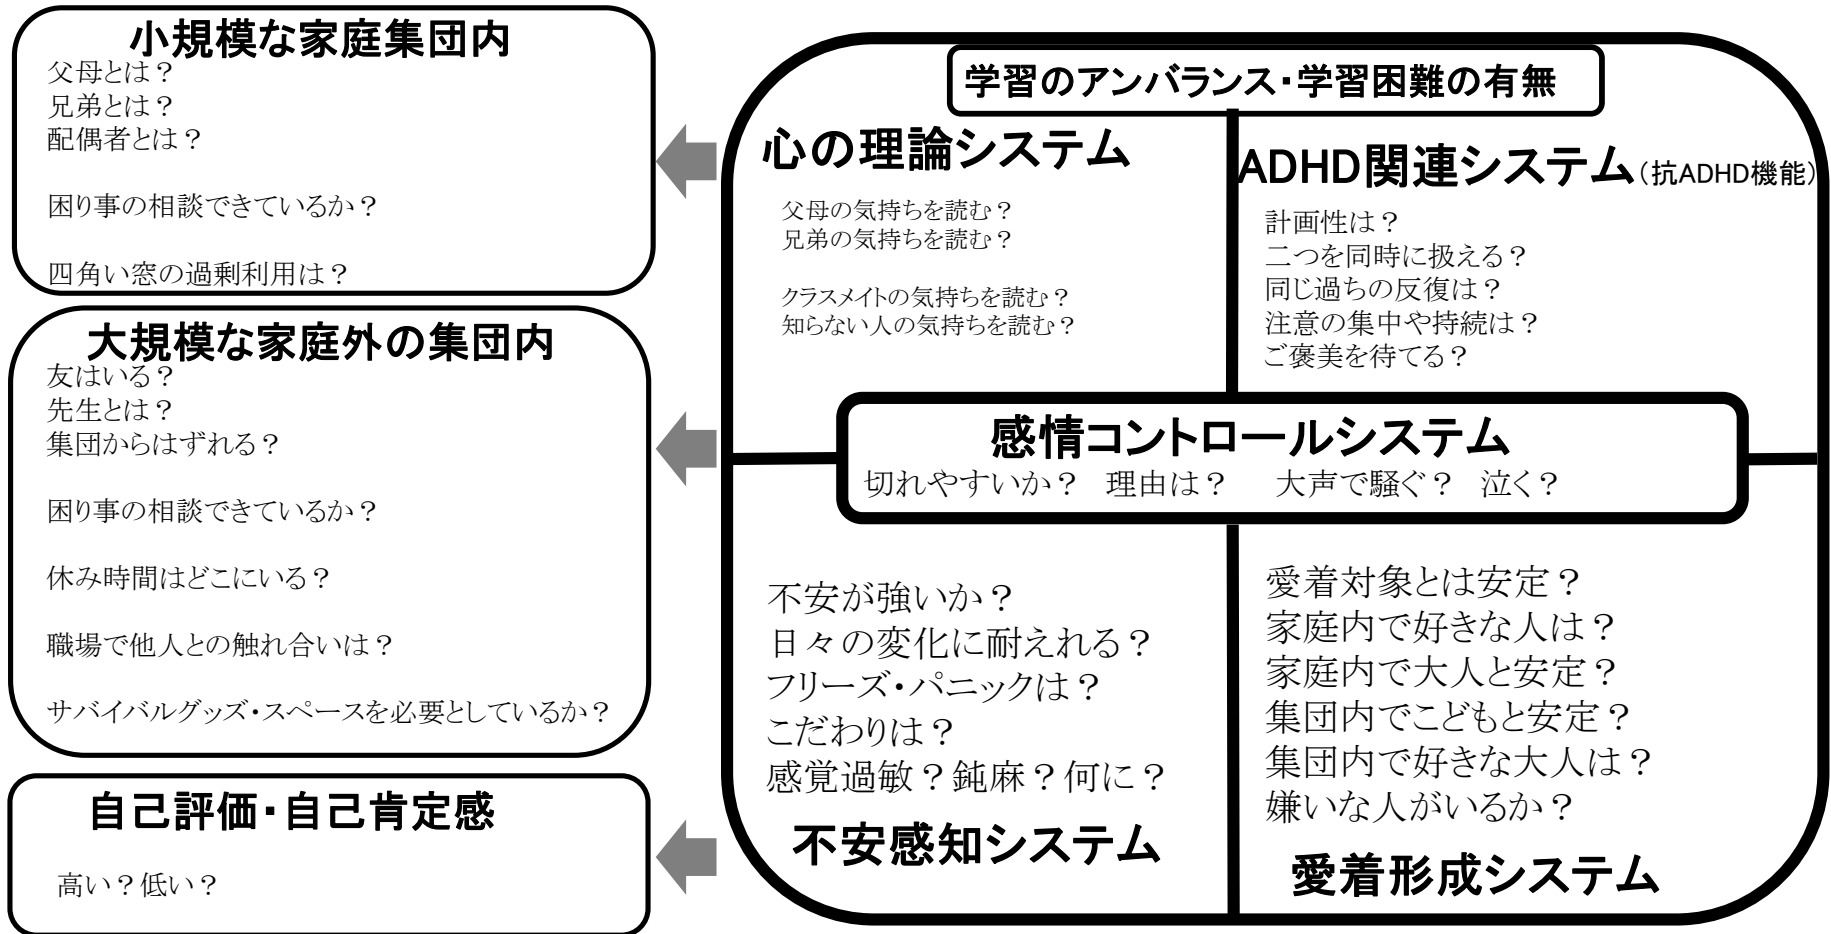 小規模な家庭集団内
父母とは？
兄弟とは？
配偶者とは？
困り事の相談できているか？
四角い窓の過剰利用は？
大規模な家庭外の集団内
友はいる？
先生とは？
集団からはずれる？
困り事の相談できているか？
休み時間はどこにいる？
職場で他人との触れ合いは？
サバイバルグッズ・スペースを必要としているか？
自己評価・自己肯定感
高い？低い？
学習のアンバランス・学習困難の有無
心の理論システム
父母の気持ちを読む？
兄弟の気持ちを読む？
クラスメイトの気持ちを読む？
知らない人の気持ちを読む？
ADHD関連システム（抗ADHD機能）
計画性は？
二つを同時に扱える？
同じ過ちの反復は？
注意の集中や持続は？
ご褒美を待てる？
感情コントロールシステム
切れやすいか？　理由は？　大声で騒ぐ？　泣く？
不安が強いか？
日々の変化に耐えれる？
フリーズ・パニックは？
こだわりは？
感覚過敏？鈍麻？何に？
不安感知システム
愛着対象とは安定？
家庭内で好きな人は？
家庭内で大人と安定？
集団内でこどもと安定？
集団内で好きな大人は？
嫌いな人がいるか？
愛着形成システム